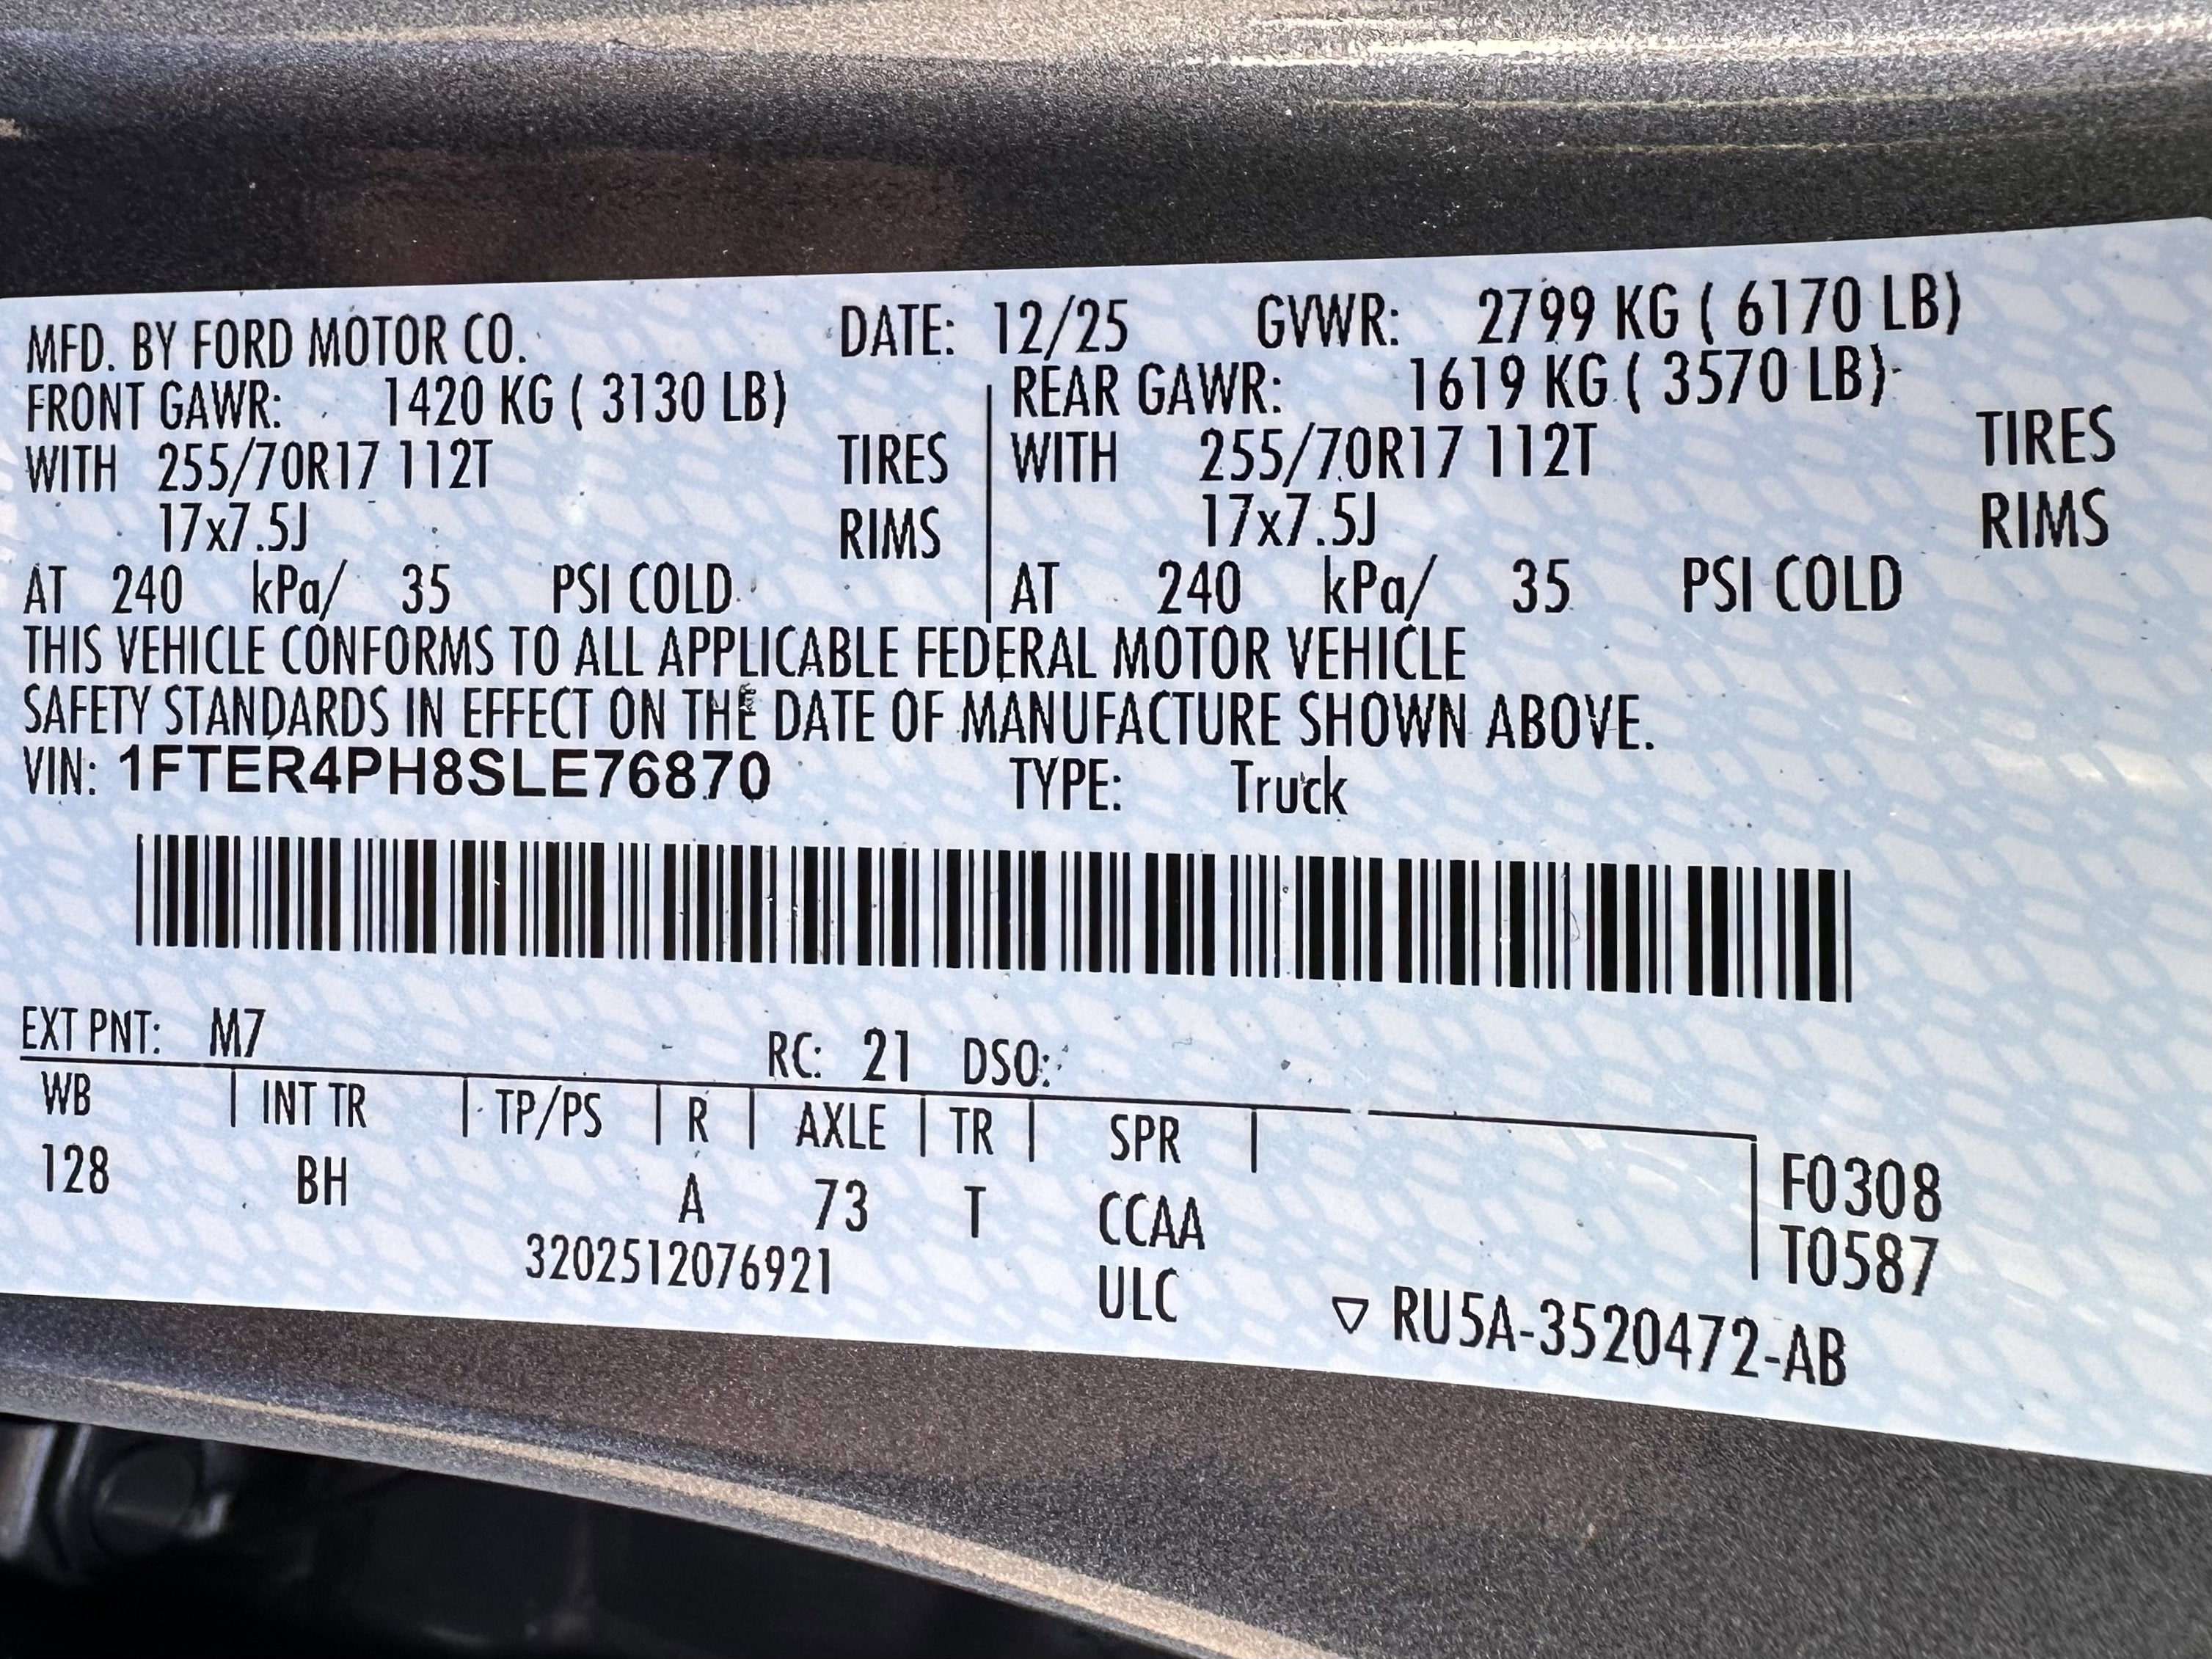 MFD. BY FORD MOTOR CO. DATE: 12/25 GVWR: 2799 KG ( 6170 LB)
FRONT GAWR: 1420 KG ( 3130 LB) REAR GAWR: 1619 KG ( 3570 LB)
WITH 255/70R17 112T TIRES WITH 255/70R17 112T TIRES
17x7.5J RIMS 17x7.5J RIMS
AT 240 kPa/ 35 PSI COLD AT 240 kPa/ 35 PSI COLD
THIS VEHICLE CONFORMS TO ALL APPLICABLE FEDERAL MOTOR VEHICLE
SAFETY STANDARDS IN EFFECT ON THE DATE OF MANUFACTURE SHOWN ABOVE.
VIN: 1FTER4PH8SLE76870 TYPE: Truck
EXT PNT: M7 RC: 21 DSO:
WB INT TR TP/PS R AXLE TR SPR
128 BH A 73 T CCAA F0308
3202512076921 ULC T0587
▽ RU5A-3520472-AB